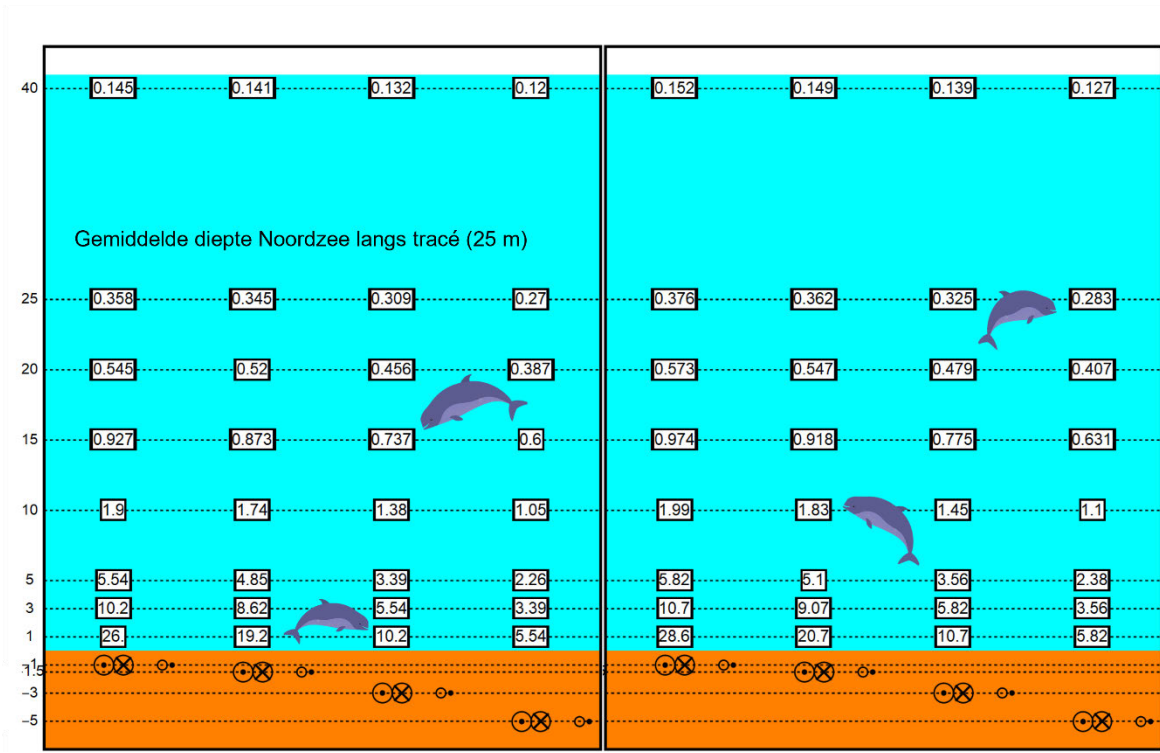 40 0.145 0.141 0.132 0.12 0.152 0.149 0.139 0.127
Gemiddelde diepte Noordzee langs tracé (25 m)
25 0.358 0.345 0.309 0.27 0.376 0.362 0.325 0.283
20 0.545 0.52 0.456 0.387 0.573 0.547 0.479 0.407
15 0.927 0.873 0.737 0.6 0.974 0.918 0.775 0.631
10 1.9 1.74 1.38 1.05 1.99 1.83 1.45 1.1
5 5.54 4.85 3.39 2.26 5.82 5.1 3.56 2.38
3 10.2 8.62 5.54 3.39 10.7 9.07 5.82 3.56
1 26. 19.2 10.2 5.54 28.6 20.7 10.7 5.82
-1
-1.5
-3
-5